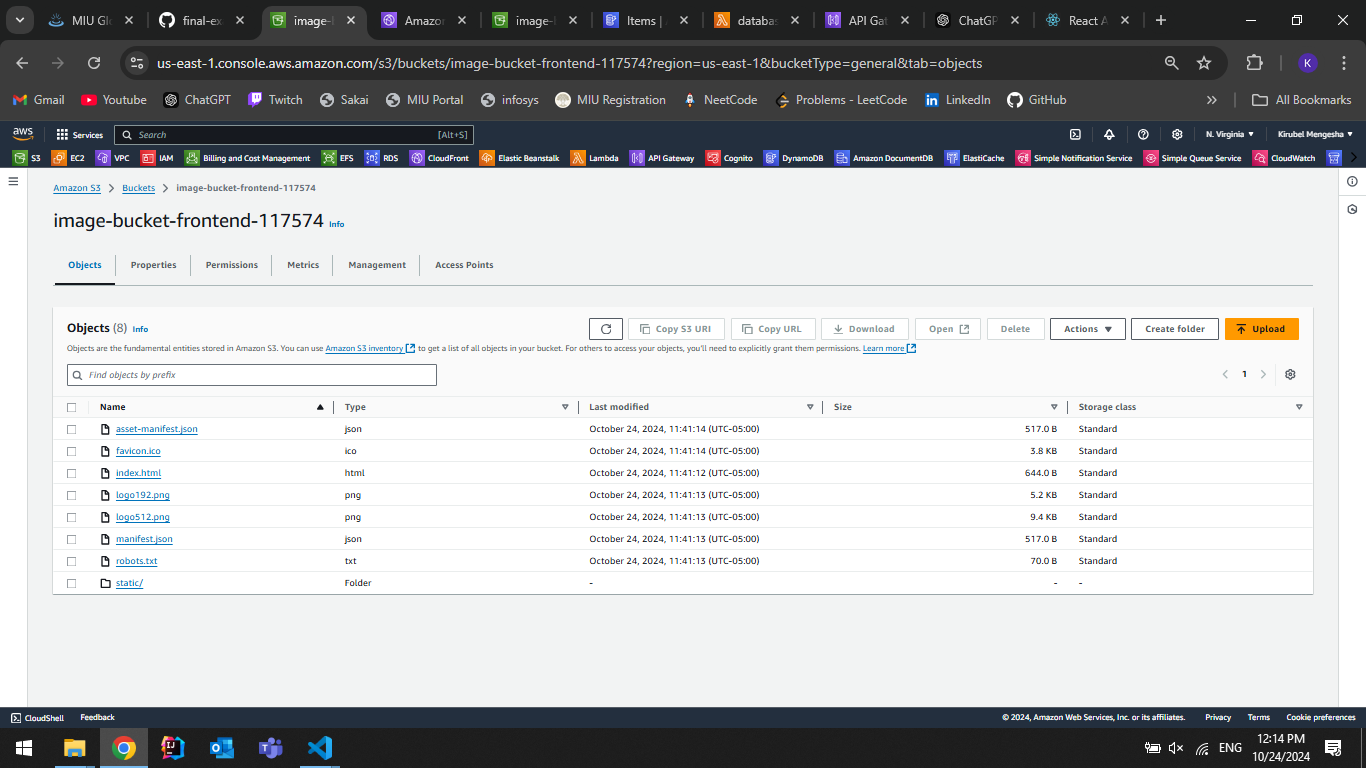 MIU Glo
final-ex
image-
Amazon
image-
Items | A
databas
API Gat
ChatGP
React A
us-east-1.console.aws.amazon.com/s3/buckets/image-bucket-frontend-117574?region=us-east-1&bucketType=general&tab=objects
K
Gmail Youtube ChatGPT Twitch Sakai MIU Portal infosys MIU Registration NeetCode Problems - LeetCode LinkedIn GitHub » All Bookmarks
aws Services Search [Alt+S] N. Virginia Kirubel Mengesha
S3 EC2 VPC IAM Billing and Cost Management EFS RDS CloudFront Elastic Beanstalk Lambda API Gateway Cognito DynamoDB Amazon DocumentDB ElastiCache Simple Notification Service Simple Queue Service CloudWatch
Amazon S3 > Buckets > image-bucket-frontend-117574
image-bucket-frontend-117574 Info
Objects Properties Permissions Metrics Management Access Points
Objects (8) Info Copy S3 URI Copy URL Download Open Delete Actions Create folder Upload
Objects are the fundamental entities stored in Amazon S3. You can use Amazon S3 inventory to get a list of all objects in your bucket. For others to access your objects, you'll need to explicitly grant them permissions. Learn more
Find objects by prefix 1
Name Type Last modified Size Storage class
asset-manifest.json json October 24, 2024, 11:41:14 (UTC-05:00) 517.0 B Standard
favicon.ico ico October 24, 2024, 11:41:14 (UTC-05:00) 3.8 KB Standard
index.html html October 24, 2024, 11:41:12 (UTC-05:00) 644.0 B Standard
logo192.png png October 24, 2024, 11:41:13 (UTC-05:00) 5.2 KB Standard
logo512.png png October 24, 2024, 11:41:13 (UTC-05:00) 9.4 KB Standard
manifest.json json October 24, 2024, 11:41:13 (UTC-05:00) 517.0 B Standard
robots.txt txt October 24, 2024, 11:41:13 (UTC-05:00) 70.0 B Standard
static/ Folder - - -
CloudShell Feedback © 2024, Amazon Web Services, Inc. or its affiliates. Privacy Terms Cookie preferences
ENG 12:14 PM
10/24/2024